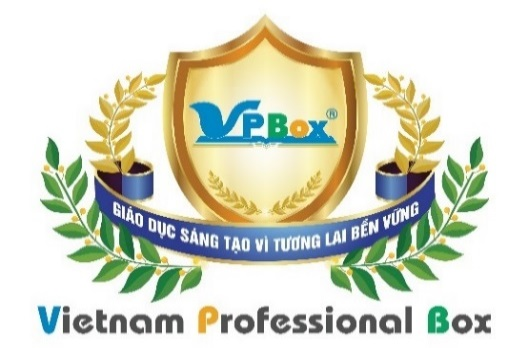 VPBox®
GIÁO DỤC SÁNG TẠO VÌ TƯƠNG LAI BỀN VỮNG
Vietnam Professional Box